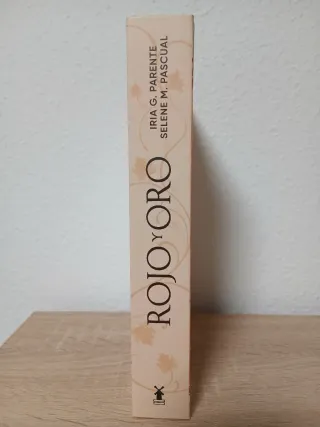 IRIA G. PARENTE
SELENE M. PASCUAL
ROJO Y ORO